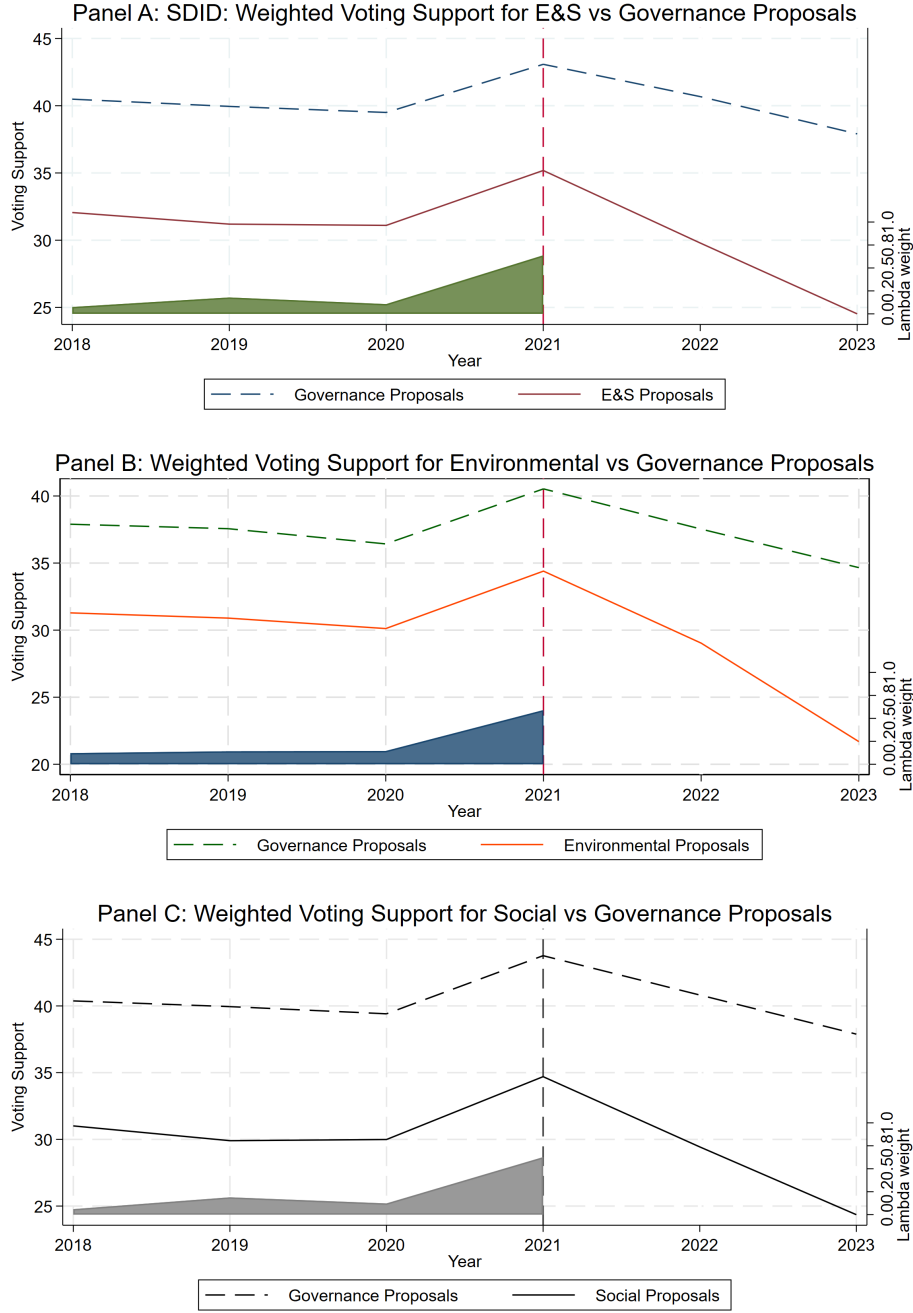 Panel A: SDID: Weighted Voting Support for E&S vs Governance Proposals
45
40
35
30
25
Voting Support
0.00.20.50.81.0
Lambda weight
2018 2019 2020 2021 2022 2023
Year
Governance Proposals E&S Proposals
Panel B: Weighted Voting Support for Environmental vs Governance Proposals
40
35
30
25
20
Voting Support
0.00.20.50.81.0
Lambda weight
2018 2019 2020 2021 2022 2023
Year
Governance Proposals Environmental Proposals
Panel C: Weighted Voting Support for Social vs Governance Proposals
45
40
35
30
25
Voting Support
0.00.20.50.81.0
Lambda weight
2018 2019 2020 2021 2022 2023
Year
Governance Proposals Social Proposals